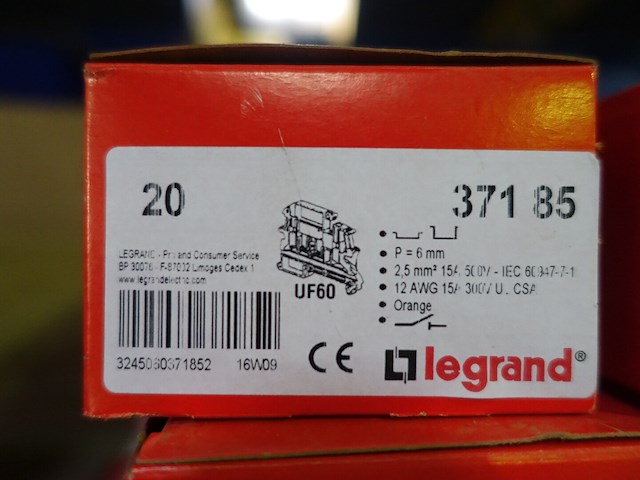 20
371 85
LEGRAND - Pro and Consumer Service
BP 30076 - F-87002 Limoges Cedex 1
www.legrandelectric.com
UF60
P = 6 mm
2,5 mm² 15A 500V - IEC 60947-7-1
12 AWG 15A 300V UL CSA
Orange
3245060371852 16W09
CE
legrand®